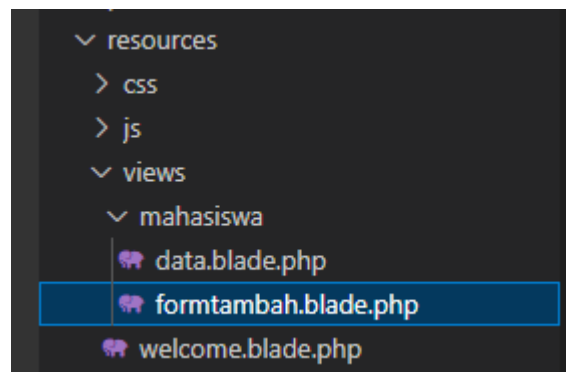 resources
css
js
views
mahasiswa
data.blade.php
formtambah.blade.php
welcome.blade.php